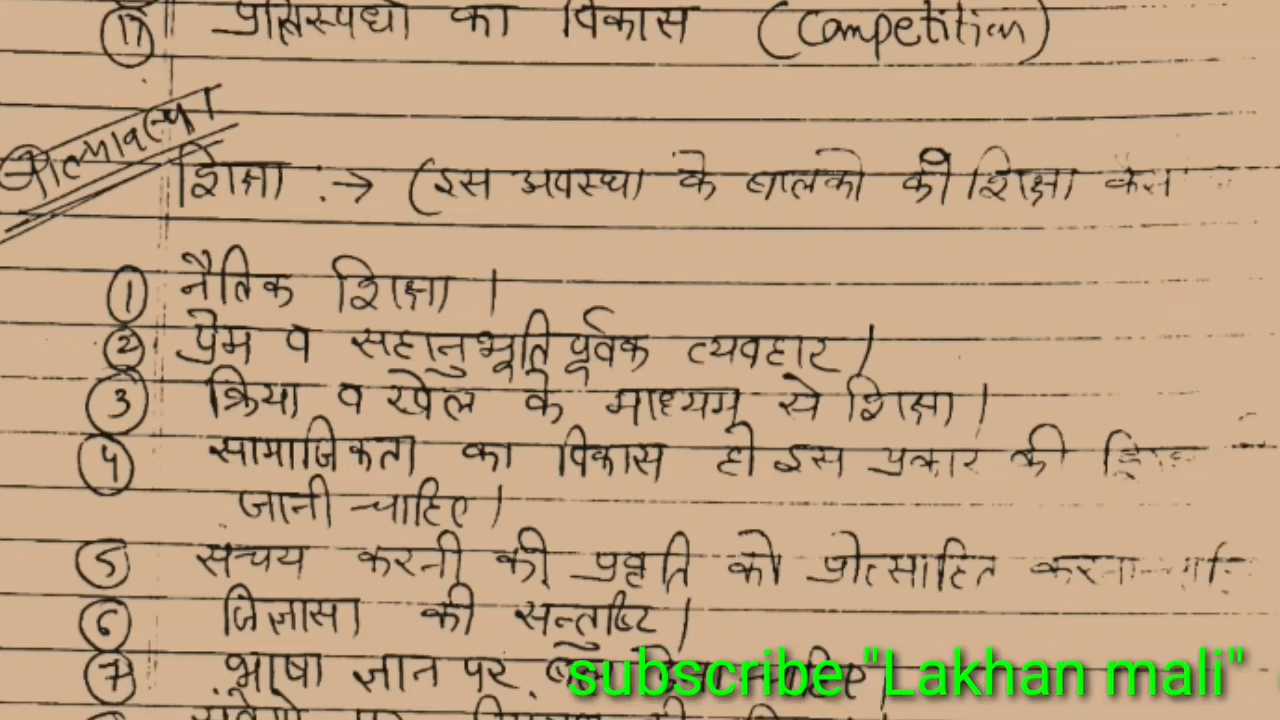 17 प्रतिस्पर्धा का विकास (Competition)
बाल्यावस्था
शिक्षा :→ (इस अवस्था के बालको की शिक्षा
① नैतिक शिक्षा ।
② प्रेम व सहानुभूति पूर्वक व्यवहार ।
③ क्रिया व खेल के माध्यम से शिक्षा ।
④ सामाजिकता का विकास हो इस प्रकार की
जानी चाहिए ।
⑤ संचय करनी की प्रवृति को प्रोत्साहित करना
⑥ जिज्ञासा की सन्तुष्टि ।
⑦ भाषा ज्ञान पर
subscribe "Lakhan mali"